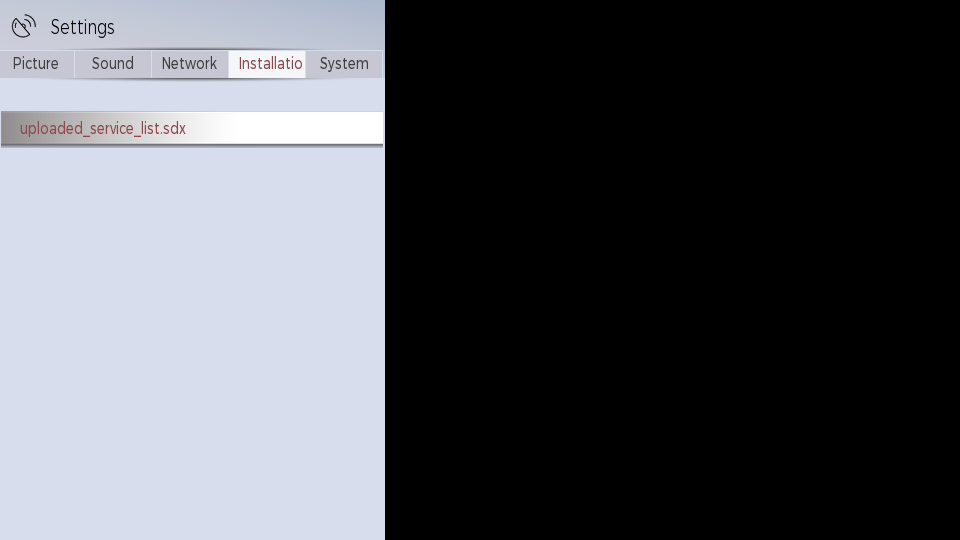 Settings
Picture Sound Network Installatio System
uploaded_service_list.sdx